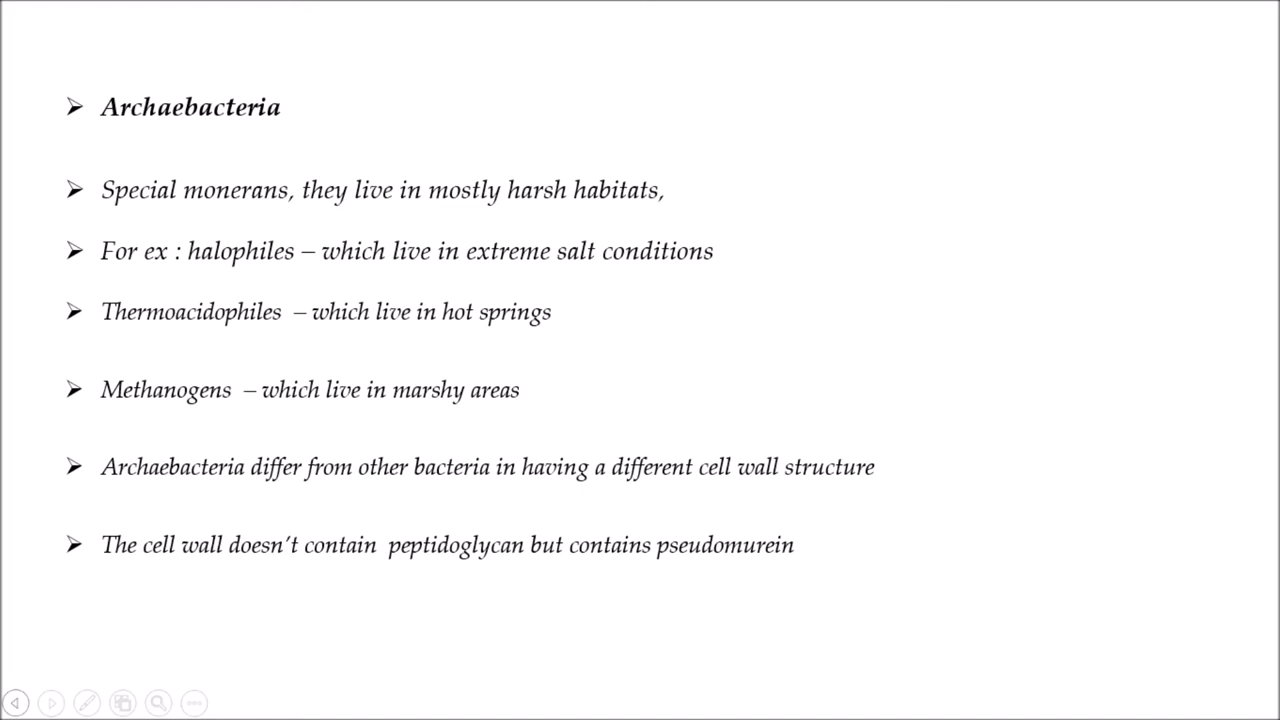 Archaebacteria
Special monerans, they live in mostly harsh habitats,
For ex : halophiles – which live in extreme salt conditions
Thermoacidophiles – which live in hot springs
Methanogens – which live in marshy areas
Archaebacteria differ from other bacteria in having a different cell wall structure
The cell wall doesn’t contain peptidoglycan but contains pseudomurein